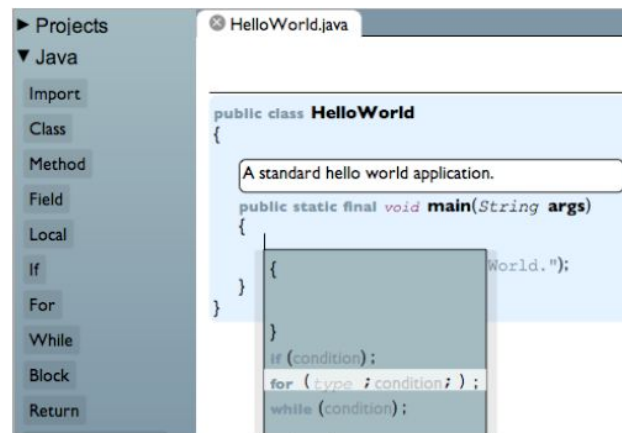 ▶ Projects
▼ Java
Import
Class
Method
Field
Local
If
For
While
Block
Return
HelloWorld.java
public class HelloWorld
{
A standard hello world application.
public static final void main(String args)
{
World.");
}
}
{
}
if (condition);
for (type ;condition; );
while (condition);